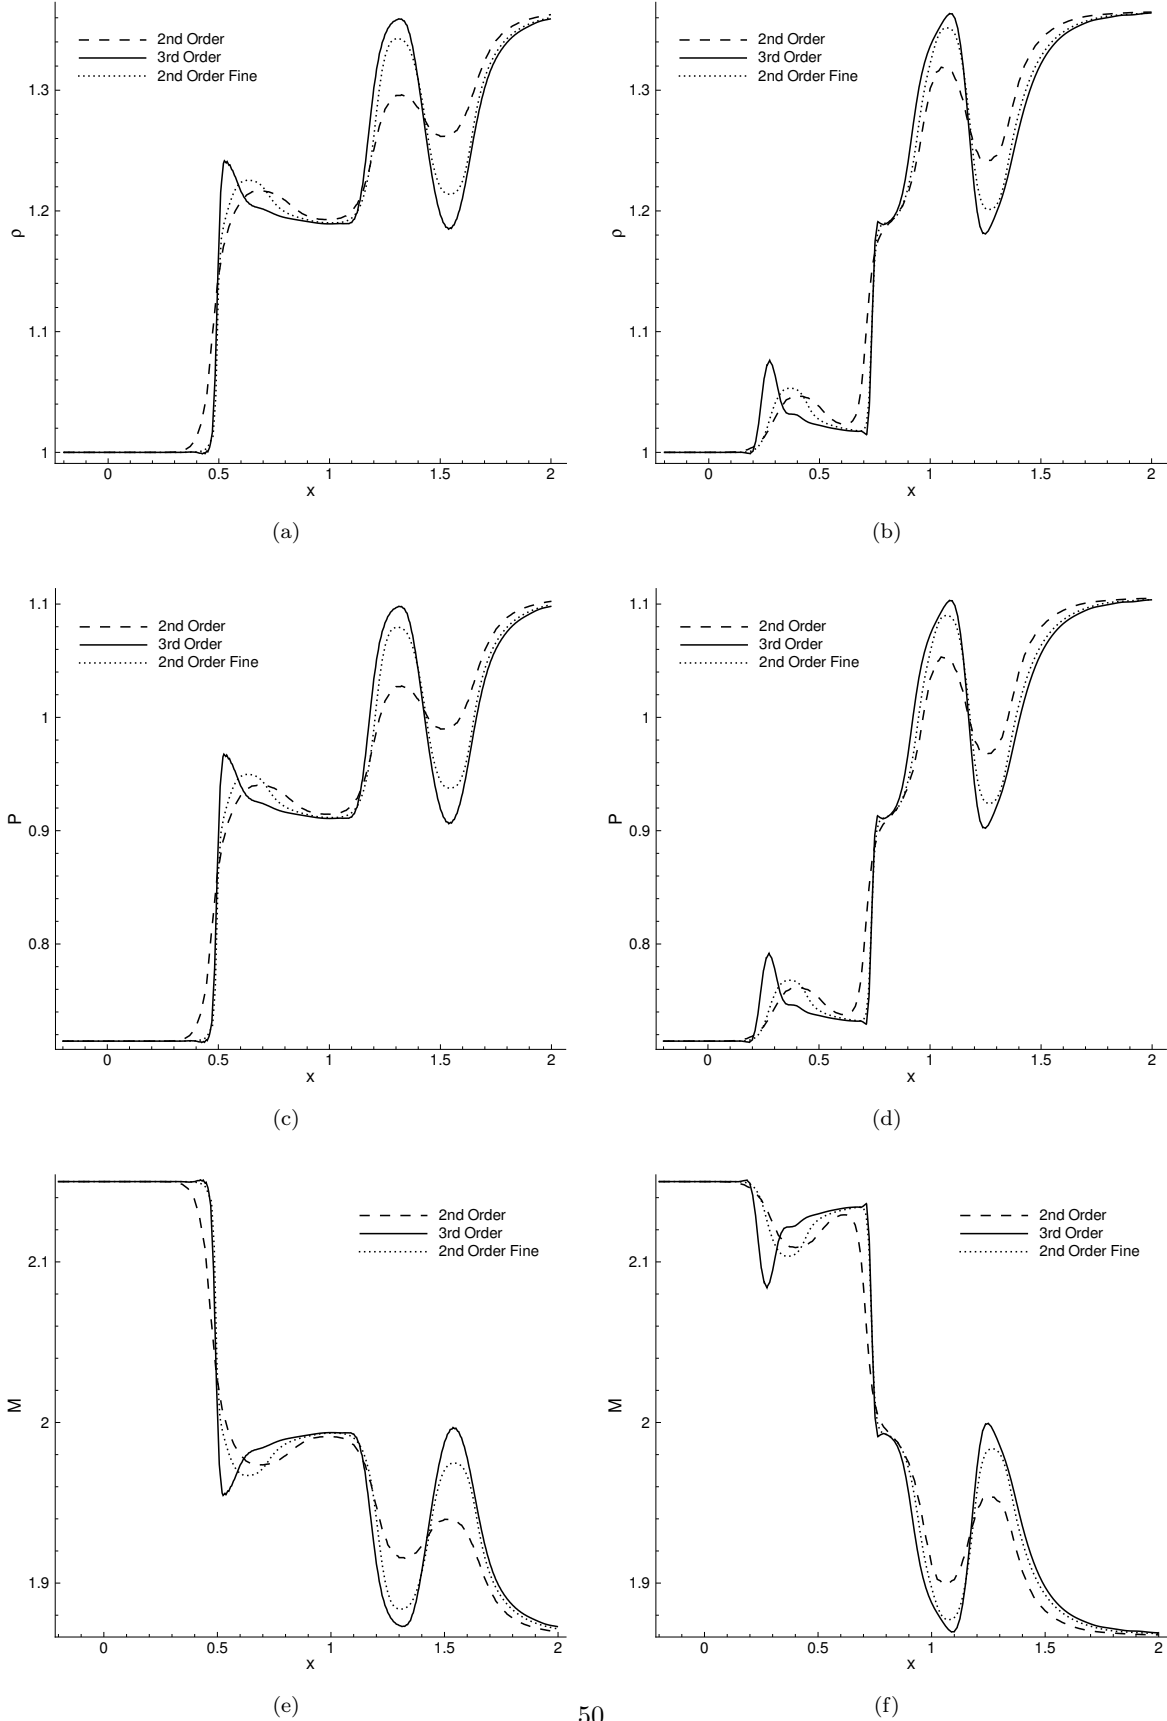 2nd Order
3rd Order
2nd Order Fine
1.3
1.2
1.1
1
ρ
0
0.5
1
1.5
2
x
(a)
2nd Order
3rd Order
2nd Order Fine
1.3
1.2
1.1
1
ρ
0
0.5
1
1.5
2
x
(b)
2nd Order
3rd Order
2nd Order Fine
1.1
1
0.9
0.8
P
0
0.5
1
1.5
2
x
(c)
2nd Order
3rd Order
2nd Order Fine
1.1
1
0.9
0.8
P
0
0.5
1
1.5
2
x
(d)
2nd Order
3rd Order
2nd Order Fine
2.1
2
1.9
M
0
0.5
1
1.5
2
x
(e)
2nd Order
3rd Order
2nd Order Fine
2.1
2
1.9
M
0
0.5
1
1.5
2
x
(f)
50